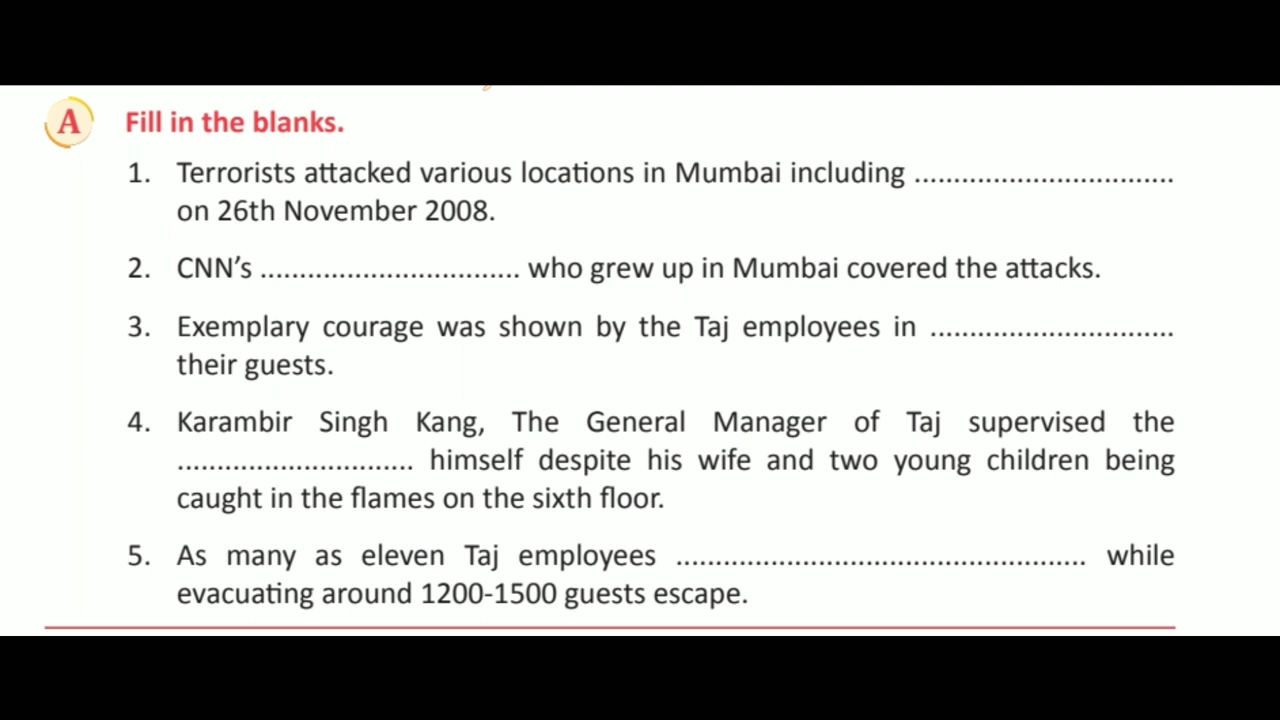 A Fill in the blanks.
1. Terrorists attacked various locations in Mumbai including .................................
on 26th November 2008.
2. CNN’s ................................. who grew up in Mumbai covered the attacks.
3. Exemplary courage was shown by the Taj employees in ...............................
their guests.
4. Karambir Singh Kang, The General Manager of Taj supervised the
.............................. himself despite his wife and two young children being
caught in the flames on the sixth floor.
5. As many as eleven Taj employees .................................................... while
evacuating around 1200-1500 guests escape.